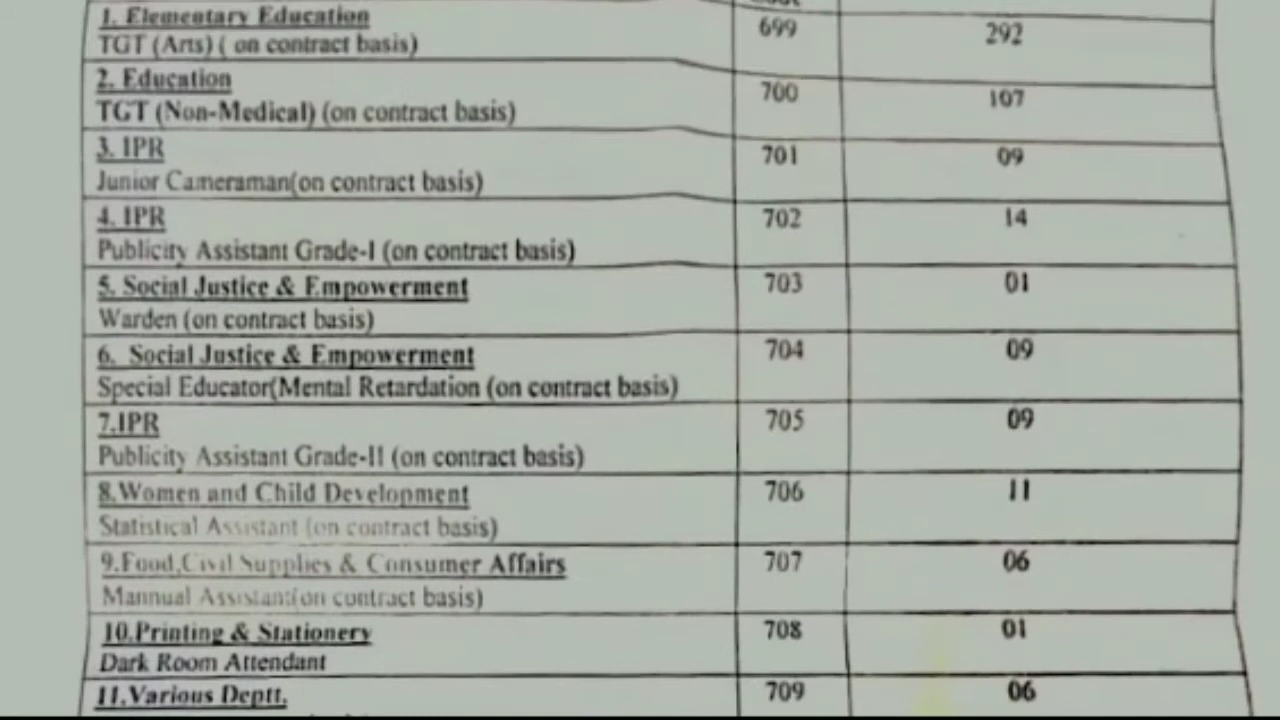 1. Elementary Education 699 292
TGT (Arts) ( on contract basis)
2. Education 700 107
TGT (Non-Medical) (on contract basis)
3. IPR 701 09
Junior Cameraman(on contract basis)
4. IPR 702 14
Publicity Assistant Grade-I (on contract basis)
5. Social Justice & Empowerment 703 01
Warden (on contract basis)
6. Social Justice & Empowerment 704 09
Special Educator(Mental Retardation (on contract basis)
7.IPR 705 09
Publicity Assistant Grade-II (on contract basis)
8.Women and Child Development 706 11
Statistical Assistant (on contract basis)
9.Food,Civil Supplies & Consumer Affairs 707 06
Mannual Assistant(on contract basis)
10.Printing & Stationery 708 01
Dark Room Attendant
11.Various Deptt. 709 06